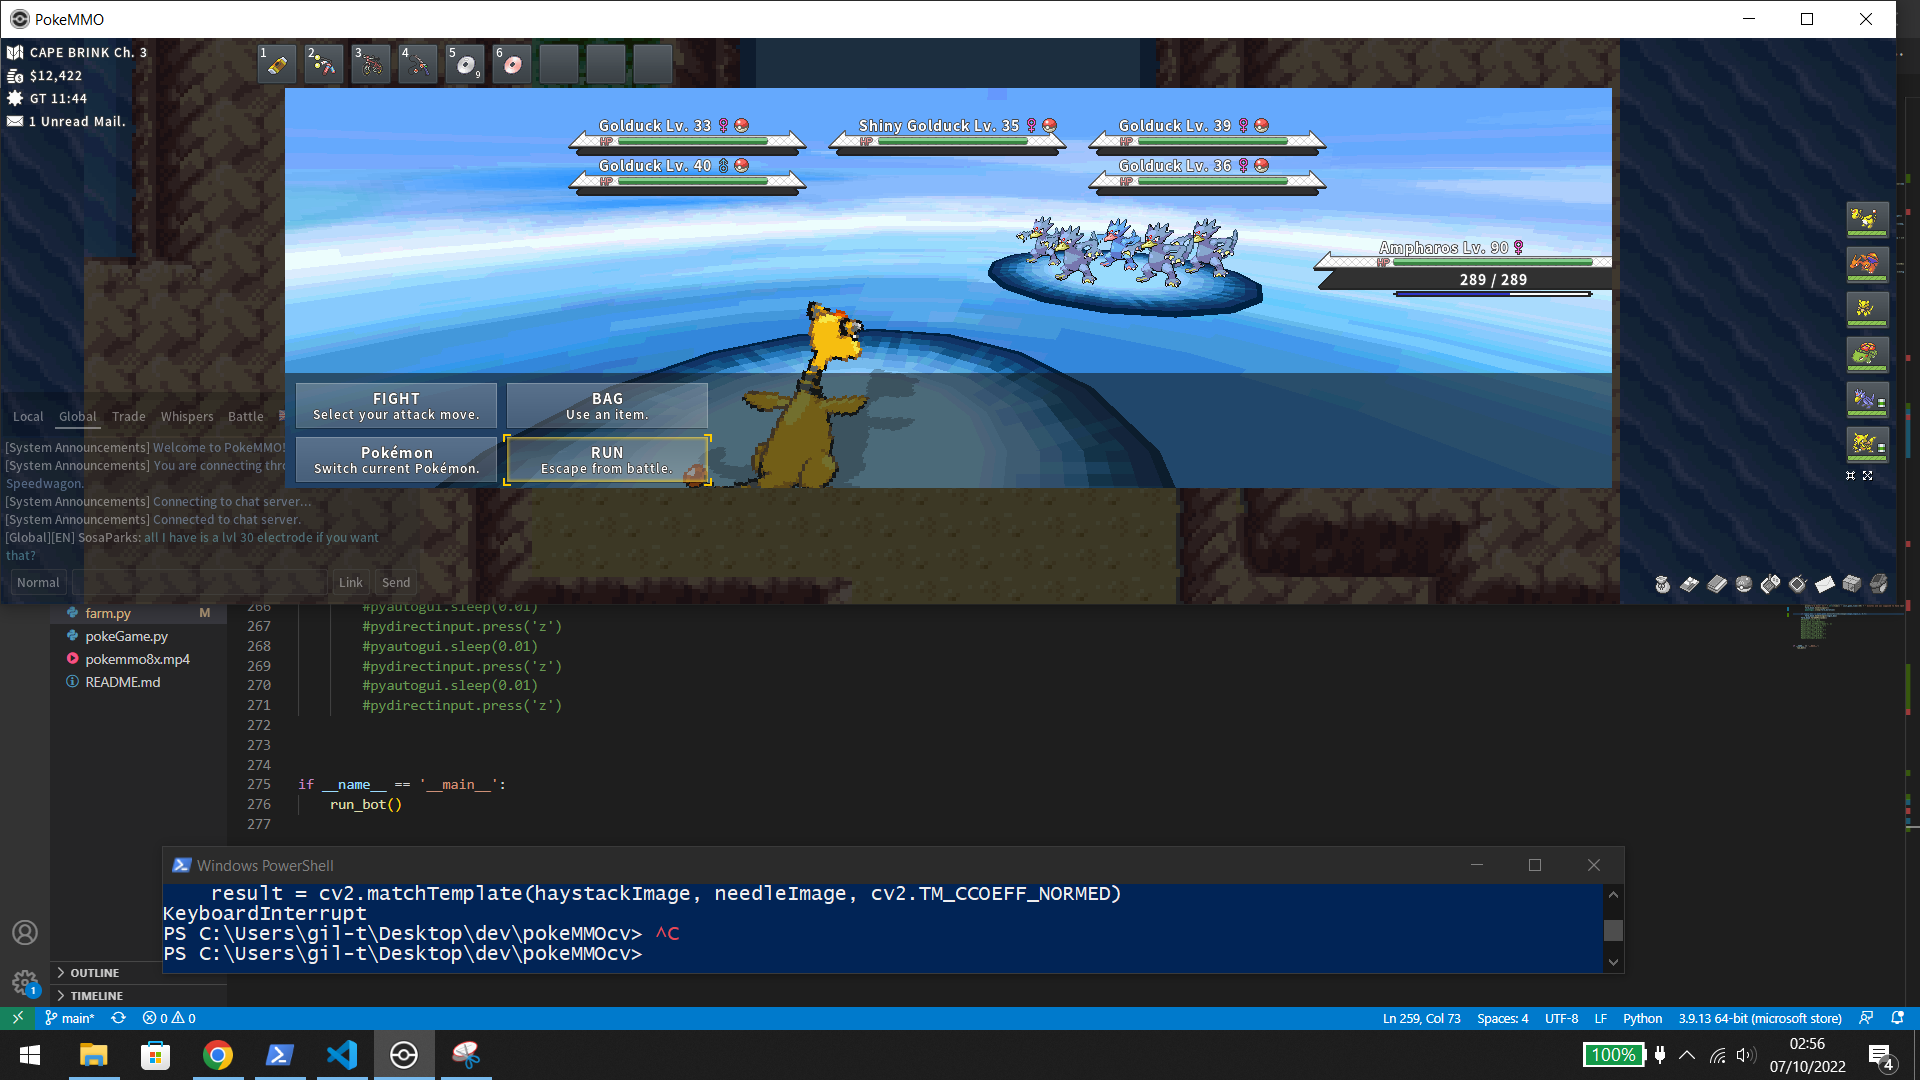 PokeMMO
CAPE BRINK Ch. 3
$12,422
GT 11:44
1 Unread Mail.
1
2
3
4
5
9
6
Golduck Lv. 33
Shiny Golduck Lv. 35
Golduck Lv. 39
HP
HP
HP
Golduck Lv. 40
Golduck Lv. 36
HP
HP
Ampharos Lv. 90
HP
289 / 289
FIGHT
Select your attack move.
BAG
Use an item.
Pokémon
Switch current Pokémon.
RUN
Escape from battle.
Local Global Trade Whispers Battle
[System Announcements] Welcome to PokeMMO!
[System Announcements] You are connecting thr
Speedwagon.
[System Announcements] Connecting to chat server...
[System Announcements] Connected to chat server.
[Global][EN] SosaParks: all I have is a lvl 30 electrode if you want
that?
Normal
Link
Send
farm.py M
pokeGame.py
pokemmo8x.mp4
README.md
266 #pyautogui.sleep(0.01)
267 #pydirectinput.press('z')
268 #pyautogui.sleep(0.01)
269 #pydirectinput.press('z')
270 #pyautogui.sleep(0.01)
271 #pydirectinput.press('z')
272
273
274
275 if __name__ == '__main__':
276 run_bot()
277
Windows PowerShell
result = cv2.matchTemplate(haystackImage, needleImage, cv2.TM_CCOEFF_NORMED)
KeyboardInterrupt
PS C:\Users\gil-t\Desktop\dev\pokeMMOcv> ^C
PS C:\Users\gil-t\Desktop\dev\pokeMMOcv>
OUTLINE
1
TIMELINE
main* 0 0
Ln 259, Col 73 Spaces: 4 UTF-8 LF Python 3.9.13 64-bit (microsoft store)
100%
02:56
07/10/2022
4